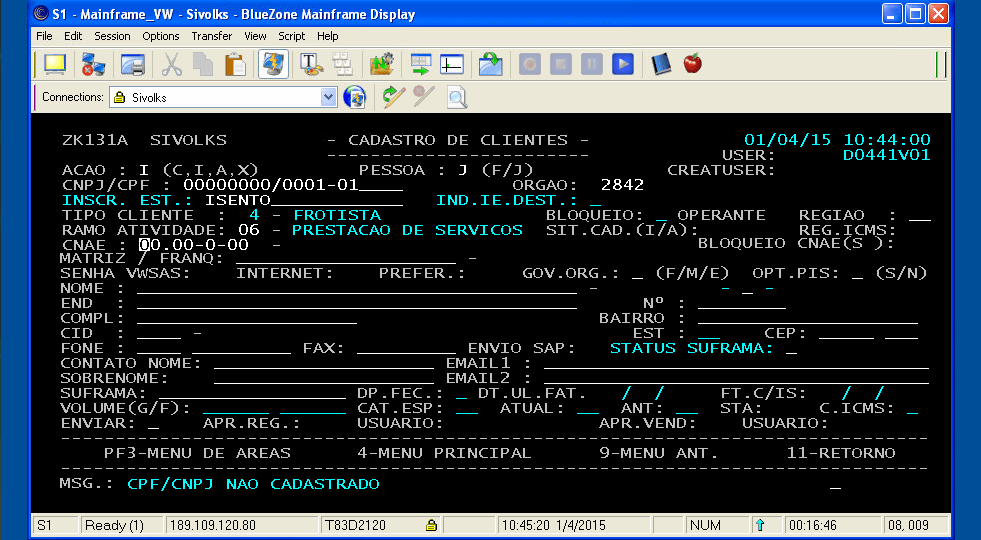 S1 - Mainframe_VW - Sivolks - BlueZone Mainframe Display
File Edit Session Options Transfer View Script Help
Connections: Sivolks
ZK131A SIVOLKS - CADASTRO DE CLIENTES - 01/04/15 10:44:00
------------------------ USER: D0441V01
ACAO : I (C,I,A,X) PESSOA : J (F/J) CREATUSER:
CNPJ/CPF : 00000000/0001-01____ ORGAO: 2842
INSCR. EST.: ISENTO____________ IND.IE.DEST.: _
TIPO CLIENTE : 4 - FROTISTA BLOQUEIO: _ OPERANTE REGIAO : __
RAMO ATIVIDADE: 06 - PRESTACAO DE SERVICOS SIT.CAD.(I/A): REG.ICMS:
CNAE : 00.00-0-00 - BLOQUEIO CNAE(S ):
MATRIZ / FRANQ: ____________________ -
SENHA VWSAS: INTERNET: PREFER.: GOV.ORG.: _ (F/M/E) OPT.PIS: _ (S/N)
NOME : ________________________________________ - - _ -
END : ________________________________________ Nº : ________
COMPL: ____________________ BAIRRO : ____________________
CID : ____ - EST : __ CEP: _____ ___
FONE : ____ _________ FAX: _________ ENVIO SAP: STATUS SUFRAMA: _
CONTATO NOME: ____________________ EMAIL1 : ___________________________________
SOBRENOME: ____________________ EMAIL2 : ___________________________________
SUFRAMA: _________________ DP.FEC.: _ DT.UL.FAT. / / FT.C/IS: / /
VOLUME(G/F): ______ ______ CAT.ESP: __ ATUAL: __ ANT: __ STA: C.ICMS: _
ENVIAR: _ APR.REG.: USUARIO: APR.VEND: USUARIO:
-------------------------------------------------------------------------------
PF3-MENU DE AREAS 4-MENU PRINCIPAL 9-MENU ANT. 11-RETORNO
-------------------------------------------------------------------------------
MSG.: CPF/CNPJ NAO CADASTRADO _
S1 Ready (1) 189.109.120.80 T83D2120 10:45:20 1/4/2015 NUM 00:16:46 08, 009